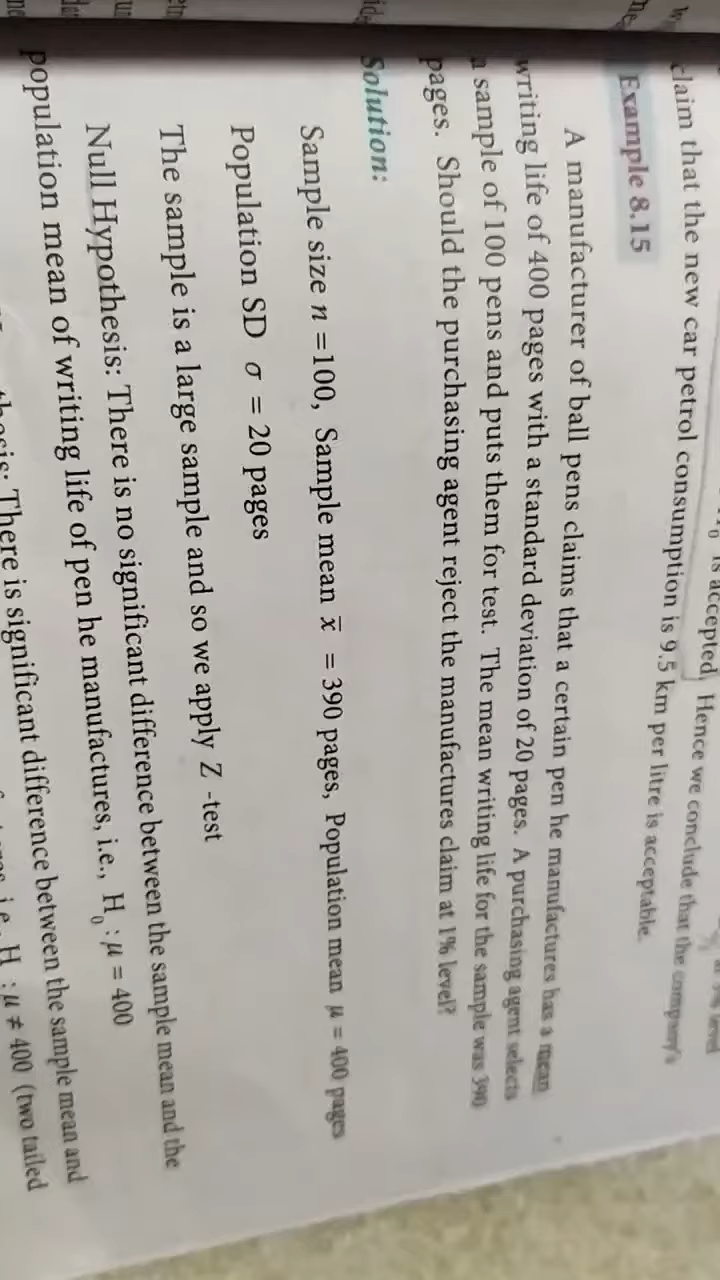 is accepted. Hence we conclude that the company's
claim that the new car petrol consumption is 9.5 km per litre is acceptable.
Example 8.15
A manufacturer of ball pens claims that a certain pen he manufactures has a mean
writing life of 400 pages with a standard deviation of 20 pages. A purchasing agent selects
a sample of 100 pens and puts them for test. The mean writing life for the sample was 390
pages. Should the purchasing agent reject the manufactures claim at 1% level?
Solution:
Sample size n =100, Sample mean x̄ = 390 pages, Population mean μ = 400 pages
Population SD σ = 20 pages
The sample is a large sample and so we apply Z -test
Null Hypothesis: There is no significant difference between the sample mean and the
population mean of writing life of pen he manufactures, i.e., H₀ : μ = 400
There is significant difference between the sample mean and
i.e., H : μ ≠ 400 (two tailed